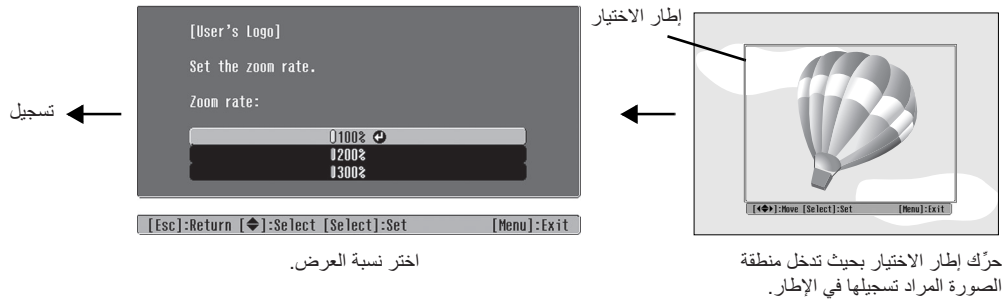 إطار الاختيار
[◀◆▶]:Move [Select]:Set [Menu]:Exit
حرِّك إطار الاختيار بحيث تدخل منطقة
الصورة المراد تسجيلها في الإطار.
[User's Logo]
Set the zoom rate.
Zoom rate:
100%
200%
300%
[Esc]:Return [◆]:Select [Select]:Set [Menu]:Exit
اختر نسبة العرض.
تسجيل